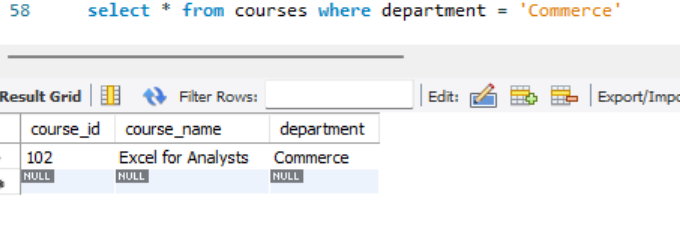 58 select * from courses where department = 'Commerce'
Result Grid Filter Rows: Edit: Export/Impo
course_id course_name department
102 Excel for Analysts Commerce
NULL NULL NULL